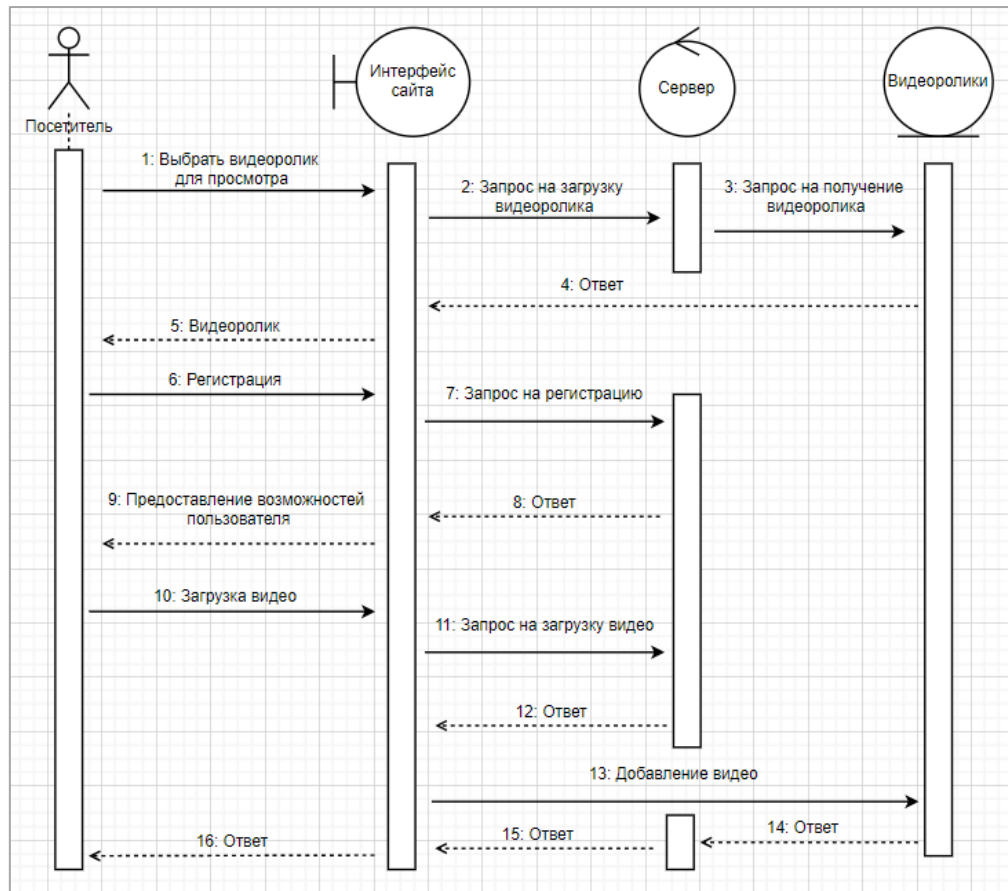 Посетитель
Интерфейс
сайта
Сервер
Видеоролики
1: Выбрать видеоролик
для просмотра
2: Запрос на загрузку
видеоролика
3: Запрос на получение
видеоролика
4: Ответ
5: Видеоролик
6: Регистрация
7: Запрос на регистрацию
8: Ответ
9: Предоставление возможностей
пользователя
10: Загрузка видео
11: Запрос на загрузку видео
12: Ответ
13: Добавление видео
14: Ответ
15: Ответ
16: Ответ